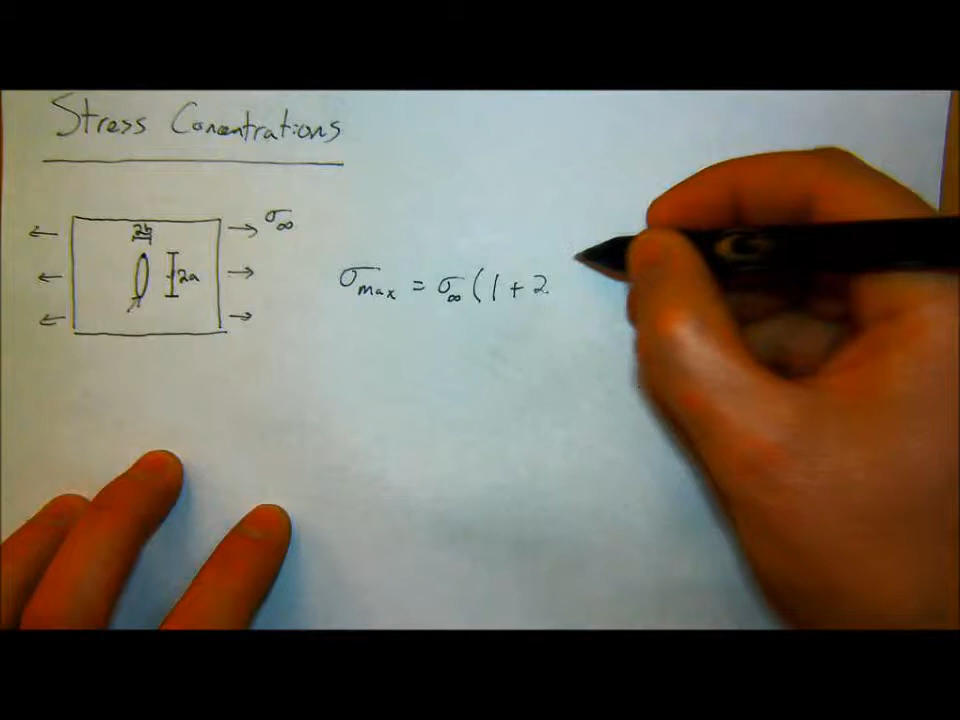 Stress Concentrations
σ∞
2b
2a
σmax = σ∞ (1 + 2